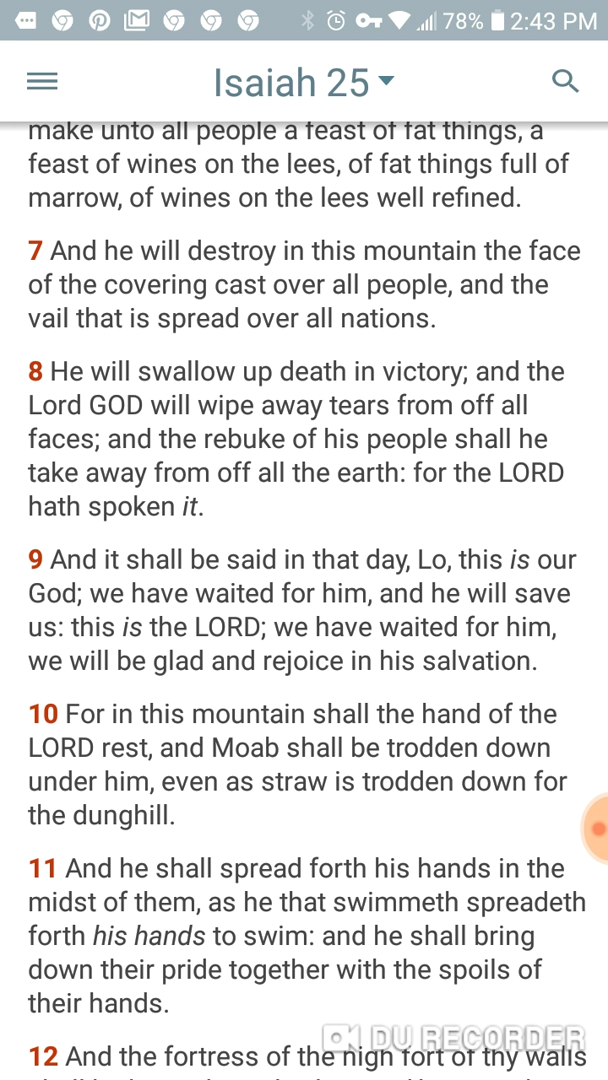 78% 2:43 PM
Isaiah 25
make unto all people a feast of fat things, a
feast of wines on the lees, of fat things full of
marrow, of wines on the lees well refined.
7 And he will destroy in this mountain the face
of the covering cast over all people, and the
vail that is spread over all nations.
8 He will swallow up death in victory; and the
Lord GOD will wipe away tears from off all
faces; and the rebuke of his people shall he
take away from off all the earth: for the LORD
hath spoken it.
9 And it shall be said in that day, Lo, this is our
God; we have waited for him, and he will save
us: this is the LORD; we have waited for him,
we will be glad and rejoice in his salvation.
10 For in this mountain shall the hand of the
LORD rest, and Moab shall be trodden down
under him, even as straw is trodden down for
the dunghill.
11 And he shall spread forth his hands in the
midst of them, as he that swimmeth spreadeth
forth his hands to swim: and he shall bring
down their pride together with the spoils of
their hands.
DU RECORDER
12 And the fortress of the high fort of thy walls